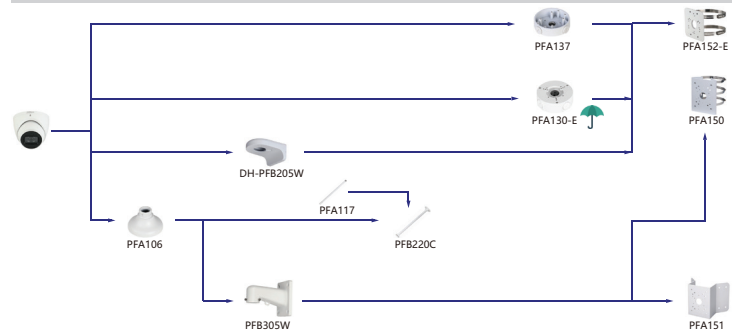 PFA137
PFA152-E
PFA130-E
PFA150
DH-PFB205W
PFA117
PFA106
PFB220C
PFB305W
PFA151